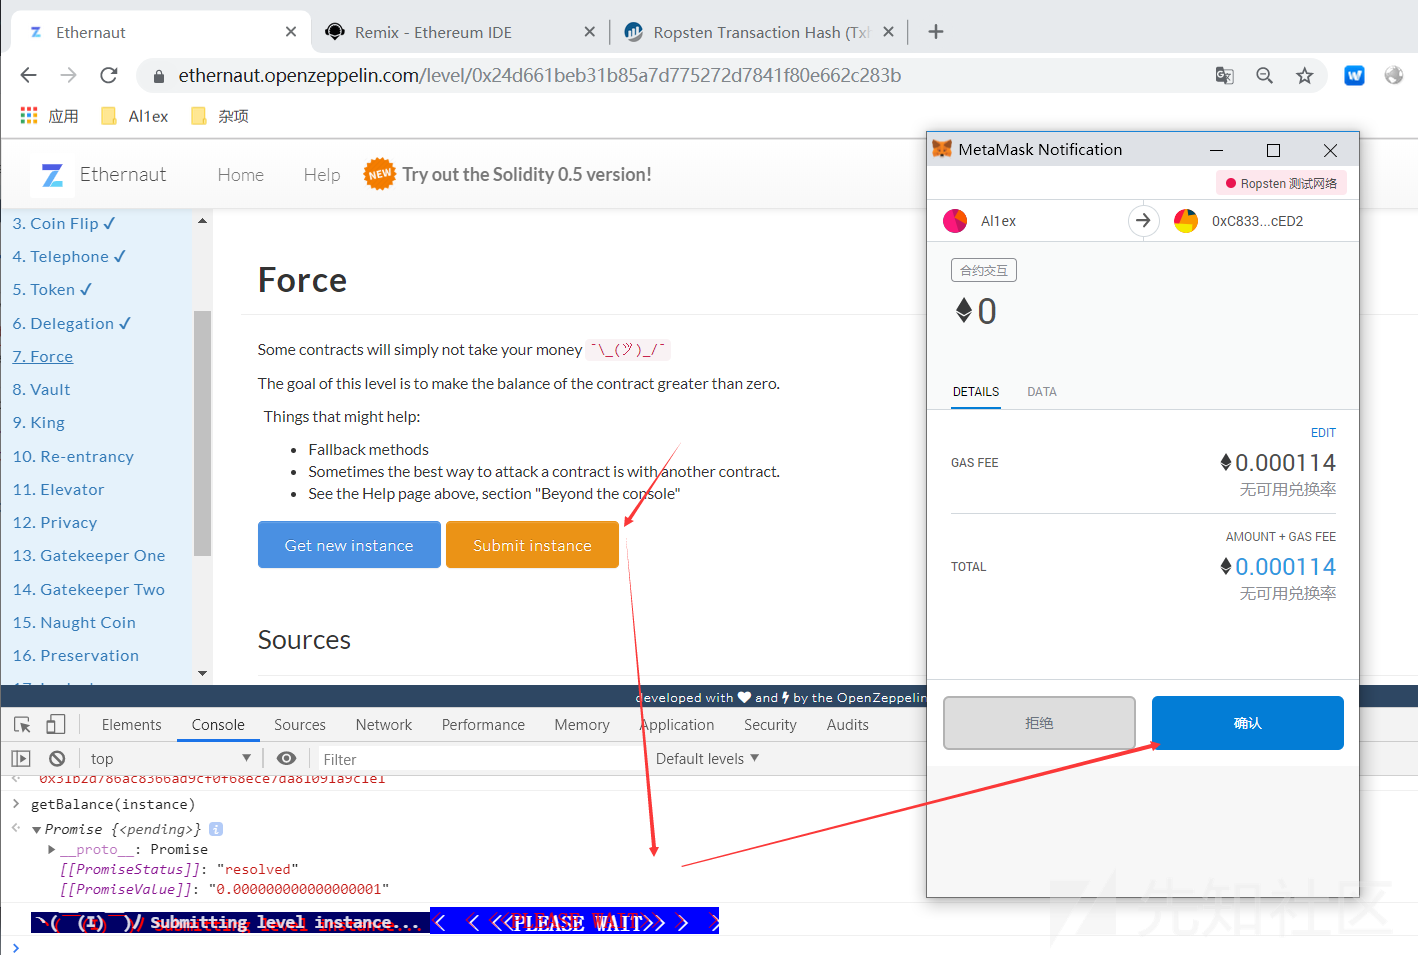 Ethernaut
Remix - Ethereum IDE
Ropsten Transaction Hash (Txh
ethernaut.openzeppelin.com/level/0x24d661beb31b85a7d775272d7841f80e662c283b
应用
Al1ex
杂项
Ethernaut
Home
Help
NEW
Try out the Solidity 0.5 version!
3. Coin Flip ✓
4. Telephone ✓
5. Token ✓
6. Delegation ✓
7. Force
8. Vault
9. King
10. Re-entrancy
11. Elevator
12. Privacy
13. Gatekeeper One
14. Gatekeeper Two
15. Naught Coin
16. Preservation
Force
Some contracts will simply not take your money ¯\_(ツ)_/¯
The goal of this level is to make the balance of the contract greater than zero.
Things that might help:
• Fallback methods
• Sometimes the best way to attack a contract is with another contract.
• See the Help page above, section "Beyond the console"
Get new instance
Submit instance
Sources
developed with ♥ and by the OpenZeppelin
MetaMask Notification
Ropsten 测试网络
Al1ex
0xC833...cED2
合约交互
0
DETAILS
DATA
EDIT
GAS FEE
0.000114
无可用兑换率
AMOUNT + GAS FEE
TOTAL
0.000114
无可用兑换率
拒绝
确认
Elements
Console
Sources
Network
Performance
Memory
Application
Security
Audits
top
Filter
Default levels ▼
getBalance(instance)
Promise {<pending>}
__proto__: Promise
[[PromiseStatus]]: "resolved"
[[PromiseValue]]: "0.000000000000000001"
Submitting level instance... < < <<PLEASE WAIT>> > >
先知社区